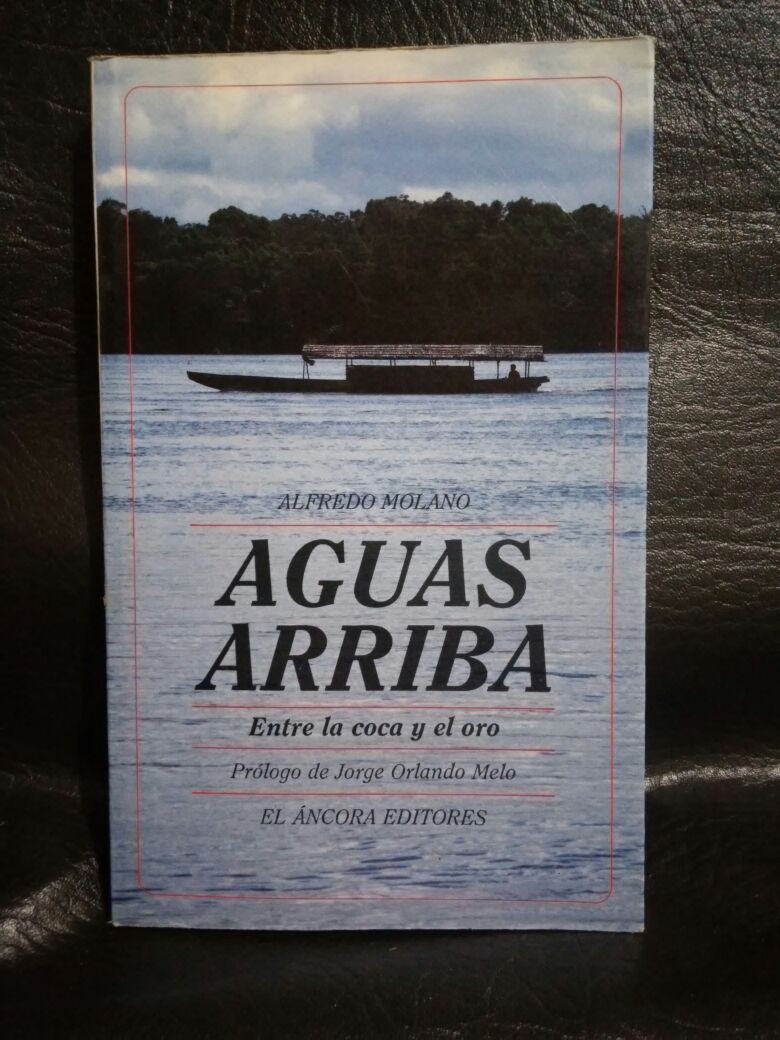 ALFREDO MOLANO
AGUAS
ARRIBA
Entre la coca y el oro
Prólogo de Jorge Orlando Melo
EL ÁNCORA EDITORES